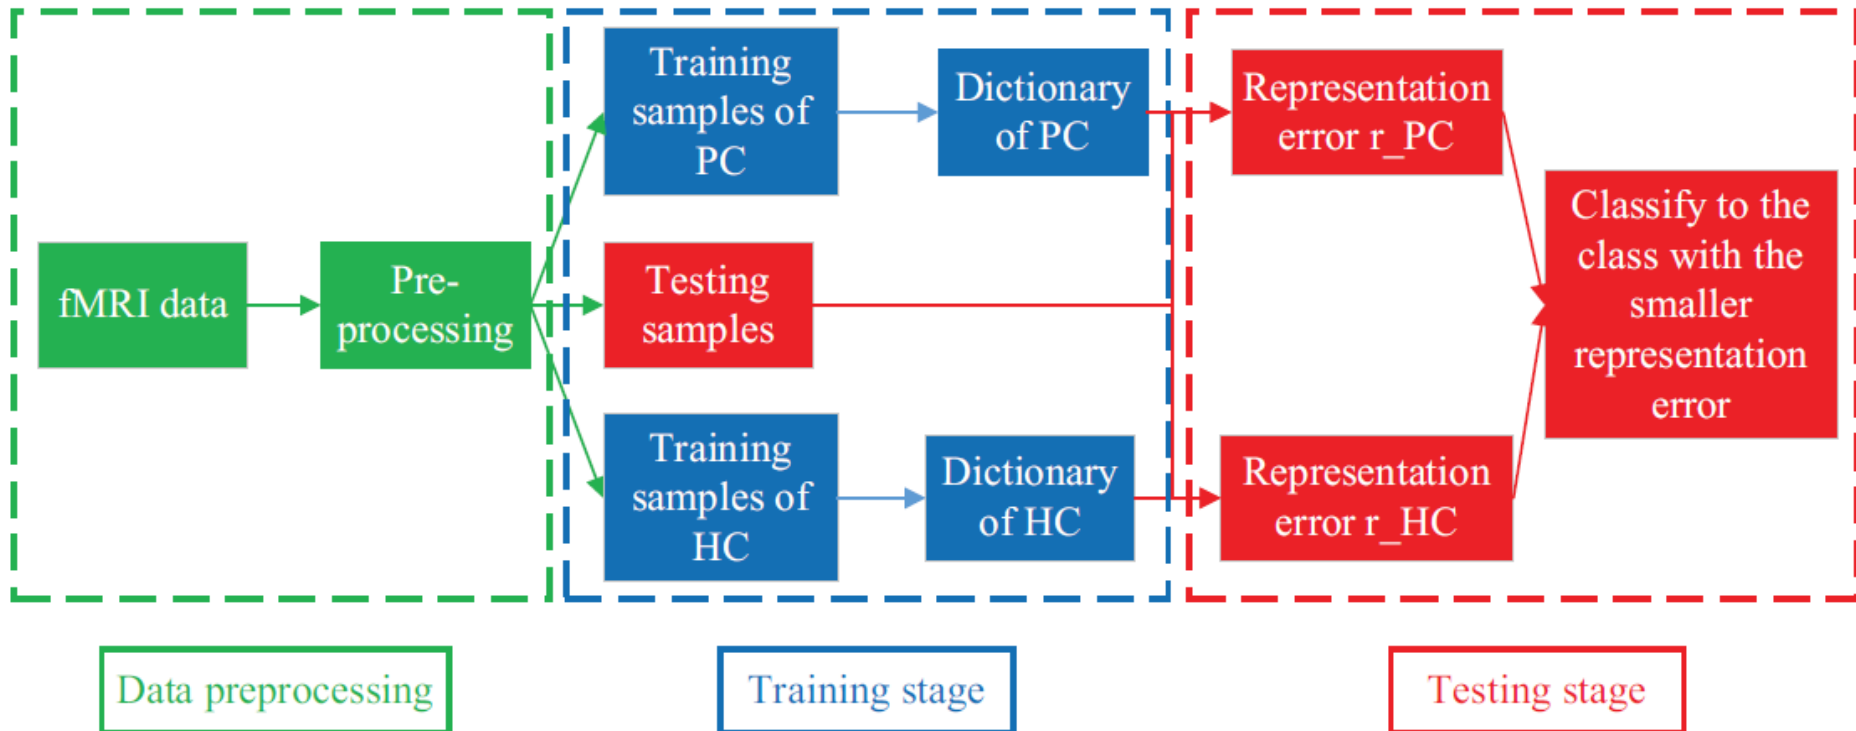 fMRI data
Pre-
processing
Training
samples of
PC
Dictionary
of PC
Testing
samples
Training
samples of
HC
Dictionary
of HC
Representation
error r_PC
Representation
error r_HC
Classify to the
class with the
smaller
representation
error
Data preprocessing
Training stage
Testing stage